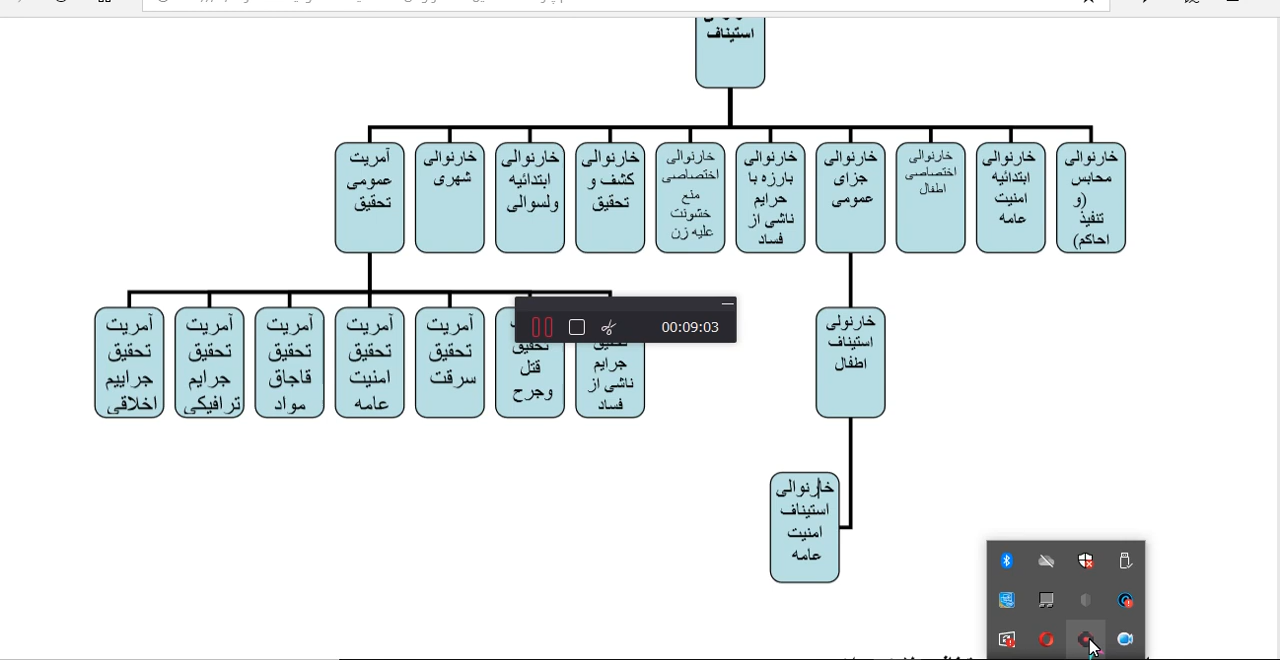 استیناف
خارنوالی
محابس
(و
تنفیذ
احاکم)
خارنوالی
ابتدائیه
امنیت
عامه
خارنوالی
اختصاصی
اطفال
خارنوالی
جزای
عمومی
خارنوالی
بارزه با
حرایم
ناشی از
فساد
خارنوالی
اختصاصی
منع
خشونت
علیه زن
خارنوالی
کشف و
تحقیق
خارنوالی
ابتدائیه
ولسوالی
خارنوالی
شهری
آمریت
عمومی
تحقیق
خارنولی
استیناف
اطفال
تحقیق
جرایم
ناشی از
فساد
تحقیق
قتل
وجرح
آمریت
تحقیق
سرقت
آمریت
تحقیق
امنیت
عامه
آمریت
تحقیق
قاجاق
مواد
آمریت
تحقیق
جرایم
ترافیکی
آمریت
تحقیق
جراییم
اخلاقی
00:09:03
خارنوالی
استیناف
امنیت
عامه